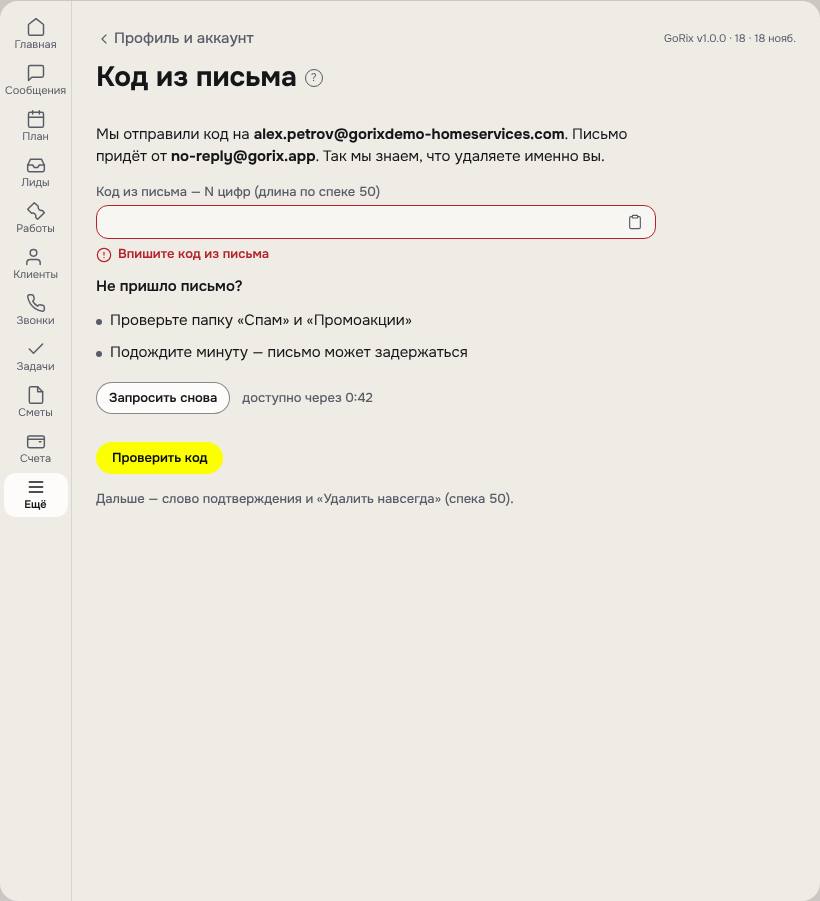 Главная
Сообщения
План
Лиды
Работы
Клиенты
Звонки
Задачи
Сметы
Счета
Ещё
Профиль и аккаунт
GoRix v1.0.0 · 18 · 18 нояб.
Код из письма ?
Мы отправили код на alex.petrov@gorixdemo-homeservices.com. Письмо
придёт от no-reply@gorix.app. Так мы знаем, что удаляете именно вы.
Код из письма — N цифр (длина по спеке 50)
Впишите код из письма
Не пришло письмо?
Проверьте папку «Спам» и «Промоакции»
Подождите минуту — письмо может задержаться
Запросить снова доступно через 0:42
Проверить код
Дальше — слово подтверждения и «Удалить навсегда» (спека 50).